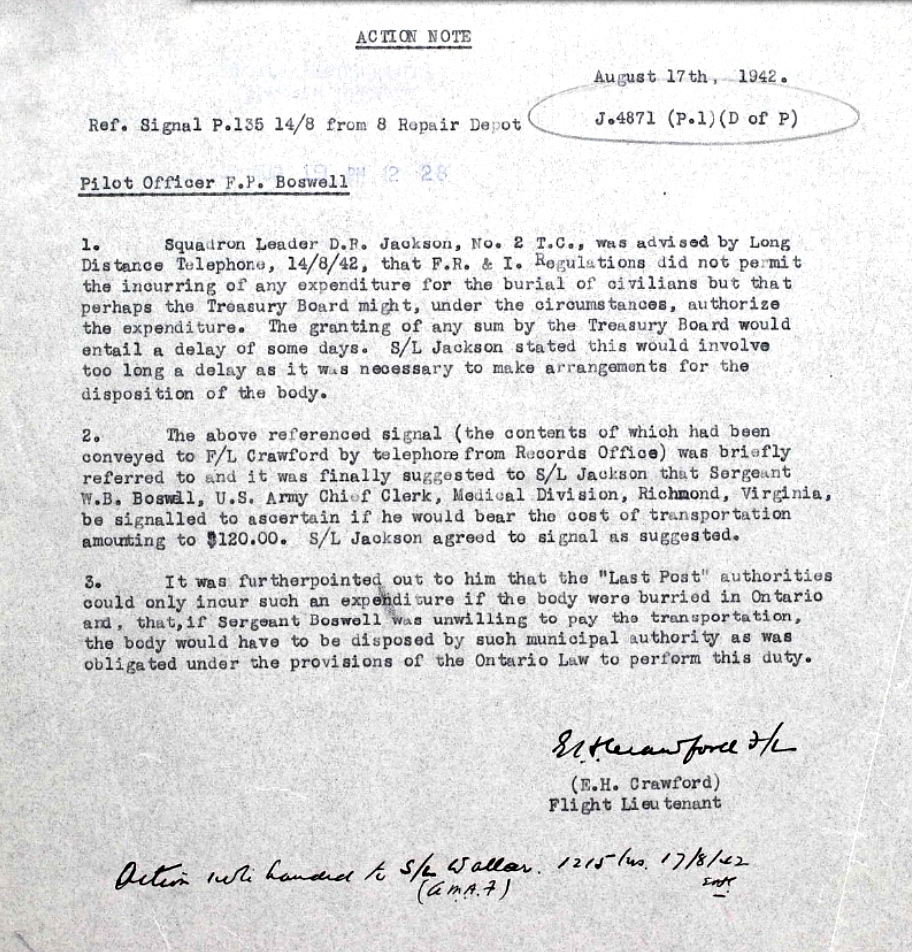 ACTION NOTE
August 17th, 1942.
J.4871 (P.1)(D of P)
Ref. Signal P.135 14/8 from 8 Repair Depot
PM 12 28
Pilot Officer F.P. Boswell
1. Squadron Leader D.R. Jackson, No. 2 T.C., was advised by Long
Distance Telephone, 14/8/42, that F.R. & I. Regulations did not permit
the incurring of any expenditure for the burial of civilians but that
perhaps the Treasury Board might, under the circumstances, authorize
the expenditure. The granting of any sum by the Treasury Board would
entail a delay of some days. S/L Jackson stated this would involve
too long a delay as it was necessary to make arrangements for the
disposition of the body.
2. The above referenced signal (the contents of which had been
conveyed to F/L Crawford by telephone from Records Office) was briefly
referred to and it was finally suggested to S/L Jackson that Sergeant
W.B. Boswll, U.S. Army Chief Clerk, Medical Division, Richmond, Virginia,
be signalled to ascertain if he would bear the cost of transportation
amounting to $120.00. S/L Jackson agreed to signal as suggested.
3. It was furtherpointed out to him that the "Last Post" authorities
could only incur such an expenditure if the body were burried in Ontario
and, that, if Sergeant Boswell was unwilling to pay the transportation,
the body would have to be disposed by such municipal authority as was
obligated under the provisions of the Ontario Law to perform this duty.
EHCrawford F/L
(E.H. Crawford)
Flight Lieutenant
Action note handed to S/L Wallar. 1215 hrs. 17/8/42
(A.M.A.F)